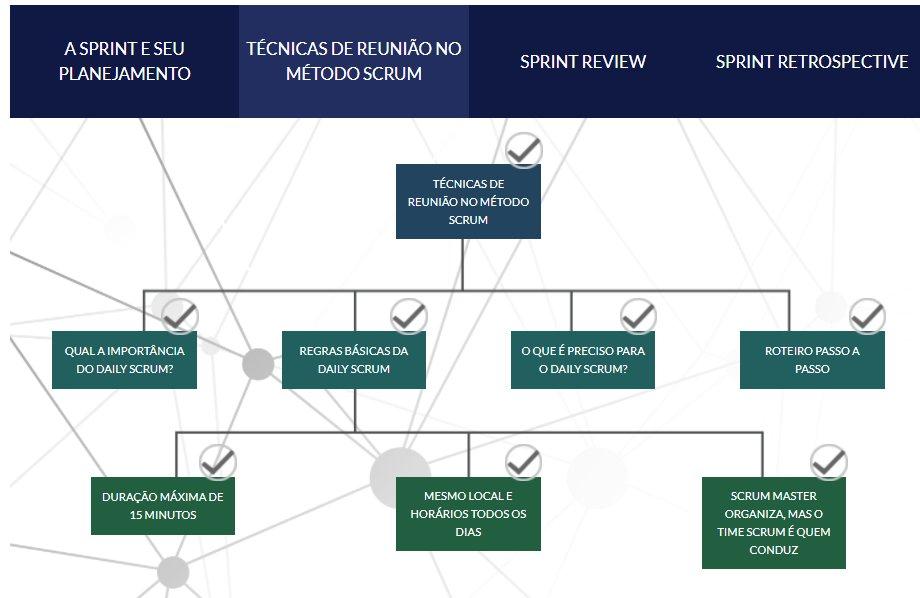 A SPRINT E SEU
PLANEJAMENTO
TÉCNICAS DE REUNIÃO NO
MÉTODO SCRUM
SPRINT REVIEW
SPRINT RETROSPECTIVE
TÉCNICAS DE
REUNIÃO NO MÉTODO
SCRUM
QUAL A IMPORTÂNCIA
DO DAILY SCRUM?
REGRAS BÁSICAS DA
DAILY SCRUM
O QUE É PRECISO PARA
O DAILY SCRUM?
ROTEIRO PASSO A
PASSO
DURAÇÃO MÁXIMA DE
15 MINUTOS
MESMO LOCAL E
HORÁRIOS TODOS OS
DIAS
SCRUM MASTER
ORGANIZA, MAS O
TIME SCRUM É QUEM
CONDUZ